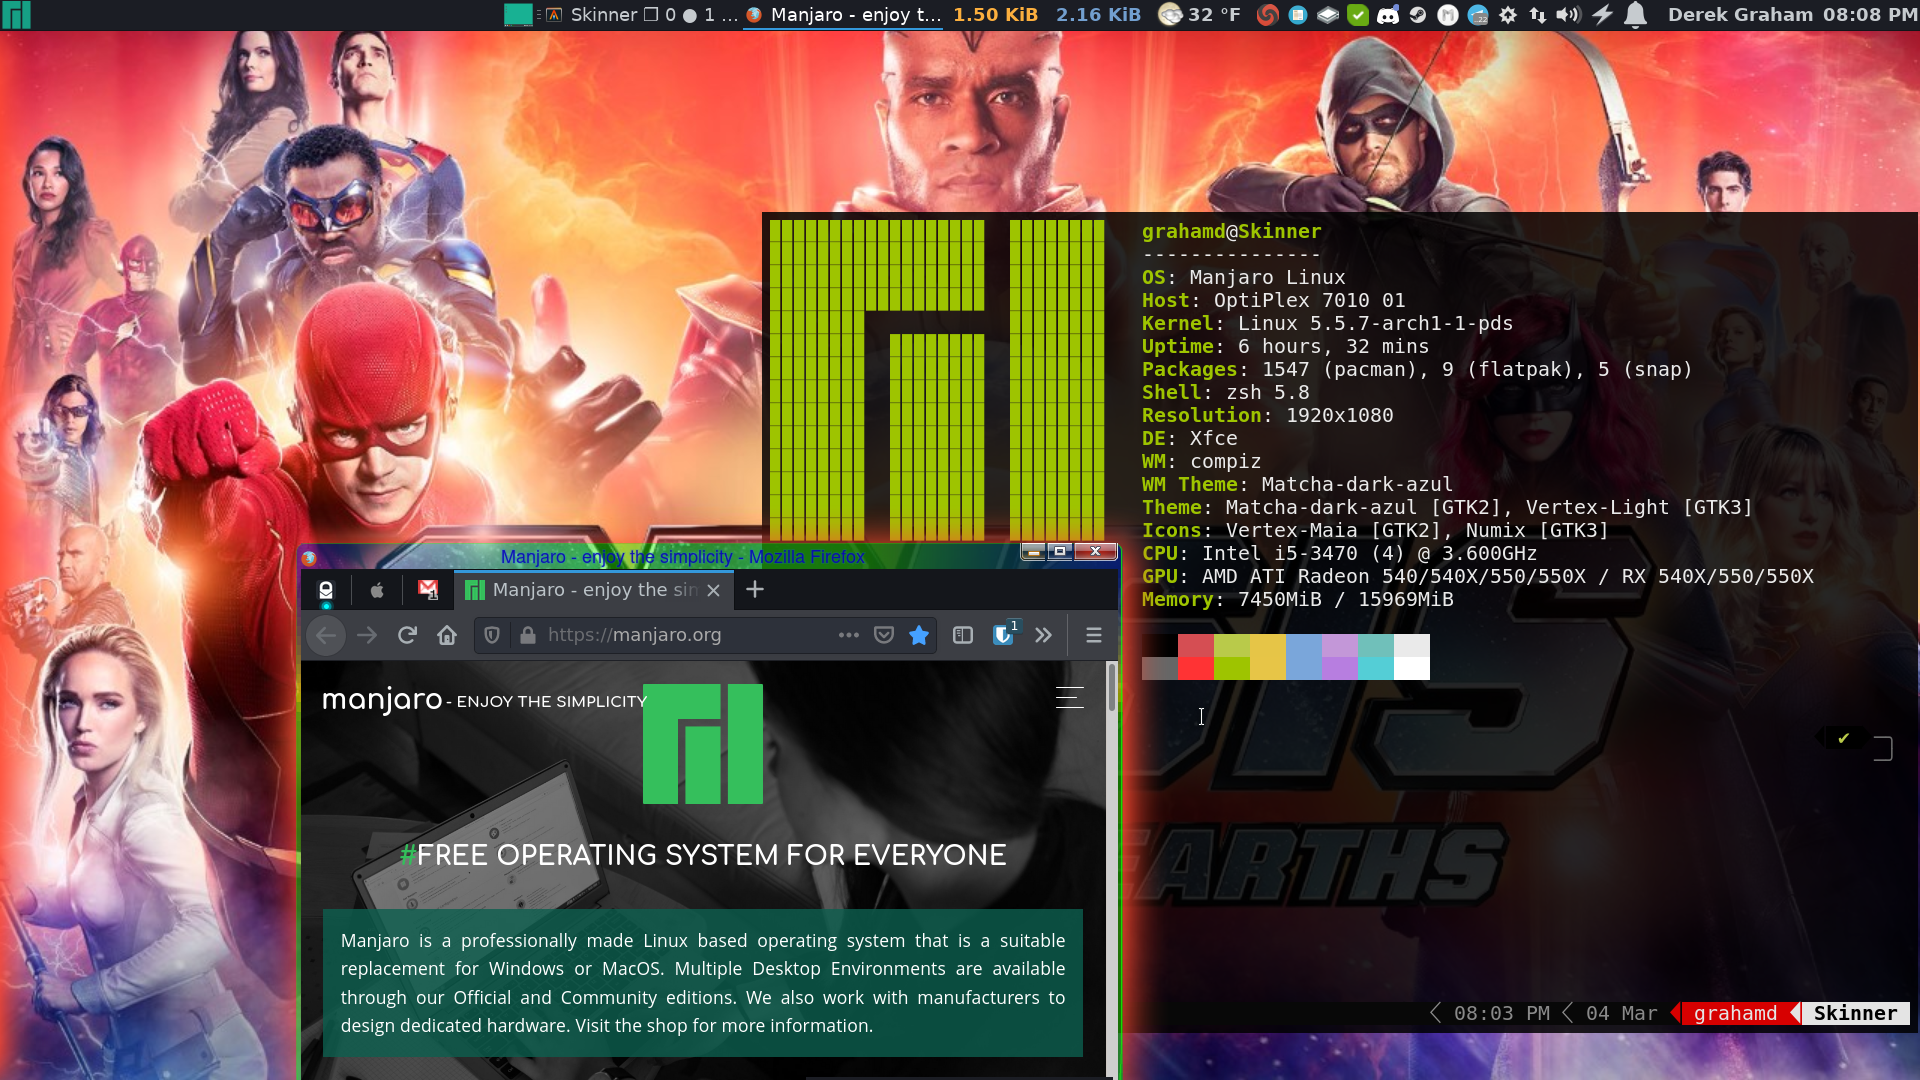 Skinner ❐ 0 ● 1 ...
Manjaro - enjoy t...
1.50 KiB
2.16 KiB
32 °F
22
Derek Graham 08:08 PM
grahamd@Skinner
---------------
OS: Manjaro Linux
Host: OptiPlex 7010 01
Kernel: Linux 5.5.7-arch1-1-pds
Uptime: 6 hours, 32 mins
Packages: 1547 (pacman), 9 (flatpak), 5 (snap)
Shell: zsh 5.8
Resolution: 1920x1080
DE: Xfce
WM: compiz
WM Theme: Matcha-dark-azul
Theme: Matcha-dark-azul [GTK2], Vertex-Light [GTK3]
Icons: Vertex-Maia [GTK2], Numix [GTK3]
CPU: Intel i5-3470 (4) @ 3.600GHz
GPU: AMD ATI Radeon 540/540X/550/550X / RX 540X/550/550X
Memory: 7450MiB / 15969MiB
✔
08:03 PM 04 Mar grahamd Skinner
EARTHS
Manjaro - enjoy the simplicity - Mozilla Firefox
1
Manjaro - enjoy the sim
https://manjaro.org
1
manjaro - ENJOY THE SIMPLICITY
#FREE OPERATING SYSTEM FOR EVERYONE
Manjaro is a professionally made Linux based operating system that is a suitable
replacement for Windows or MacOS. Multiple Desktop Environments are available
through our Official and Community editions. We also work with manufacturers to
design dedicated hardware. Visit the shop for more information.